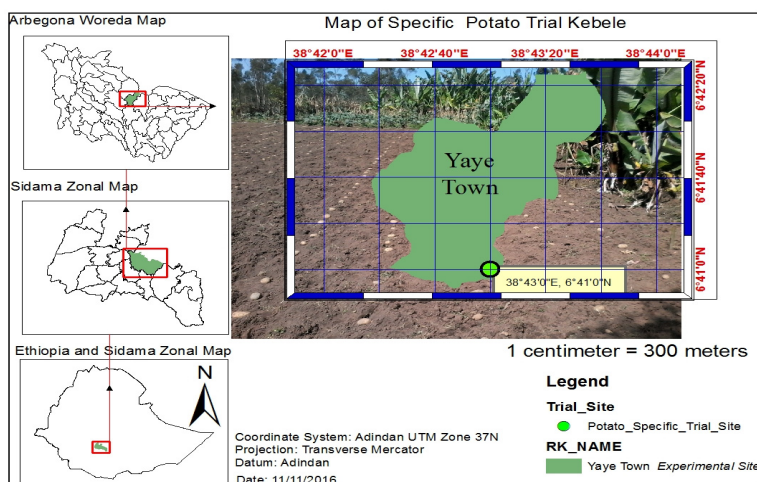 Arbegona Woreda Map
Map of Specific Potato Trial Kebele
38°42'0"E 38°42'40"E 38°43'20"E 38°44'0"E
6°42'20"N
6°41'40"N
6°41'0"N
Yaye
Town
38°43'0"E, 6°41'0"N
Sidama Zonal Map
Ethiopia and Sidama Zonal Map
N
1 centimeter = 300 meters
Legend
Trial_Site
Potato_Specific_Trial_Site
RK_NAME
Yaye Town Experimental Site
Coordinate System: Adindan UTM Zone 37N
Projection: Transverse Mercator
Datum: Adindan
Date: 11/11/2016